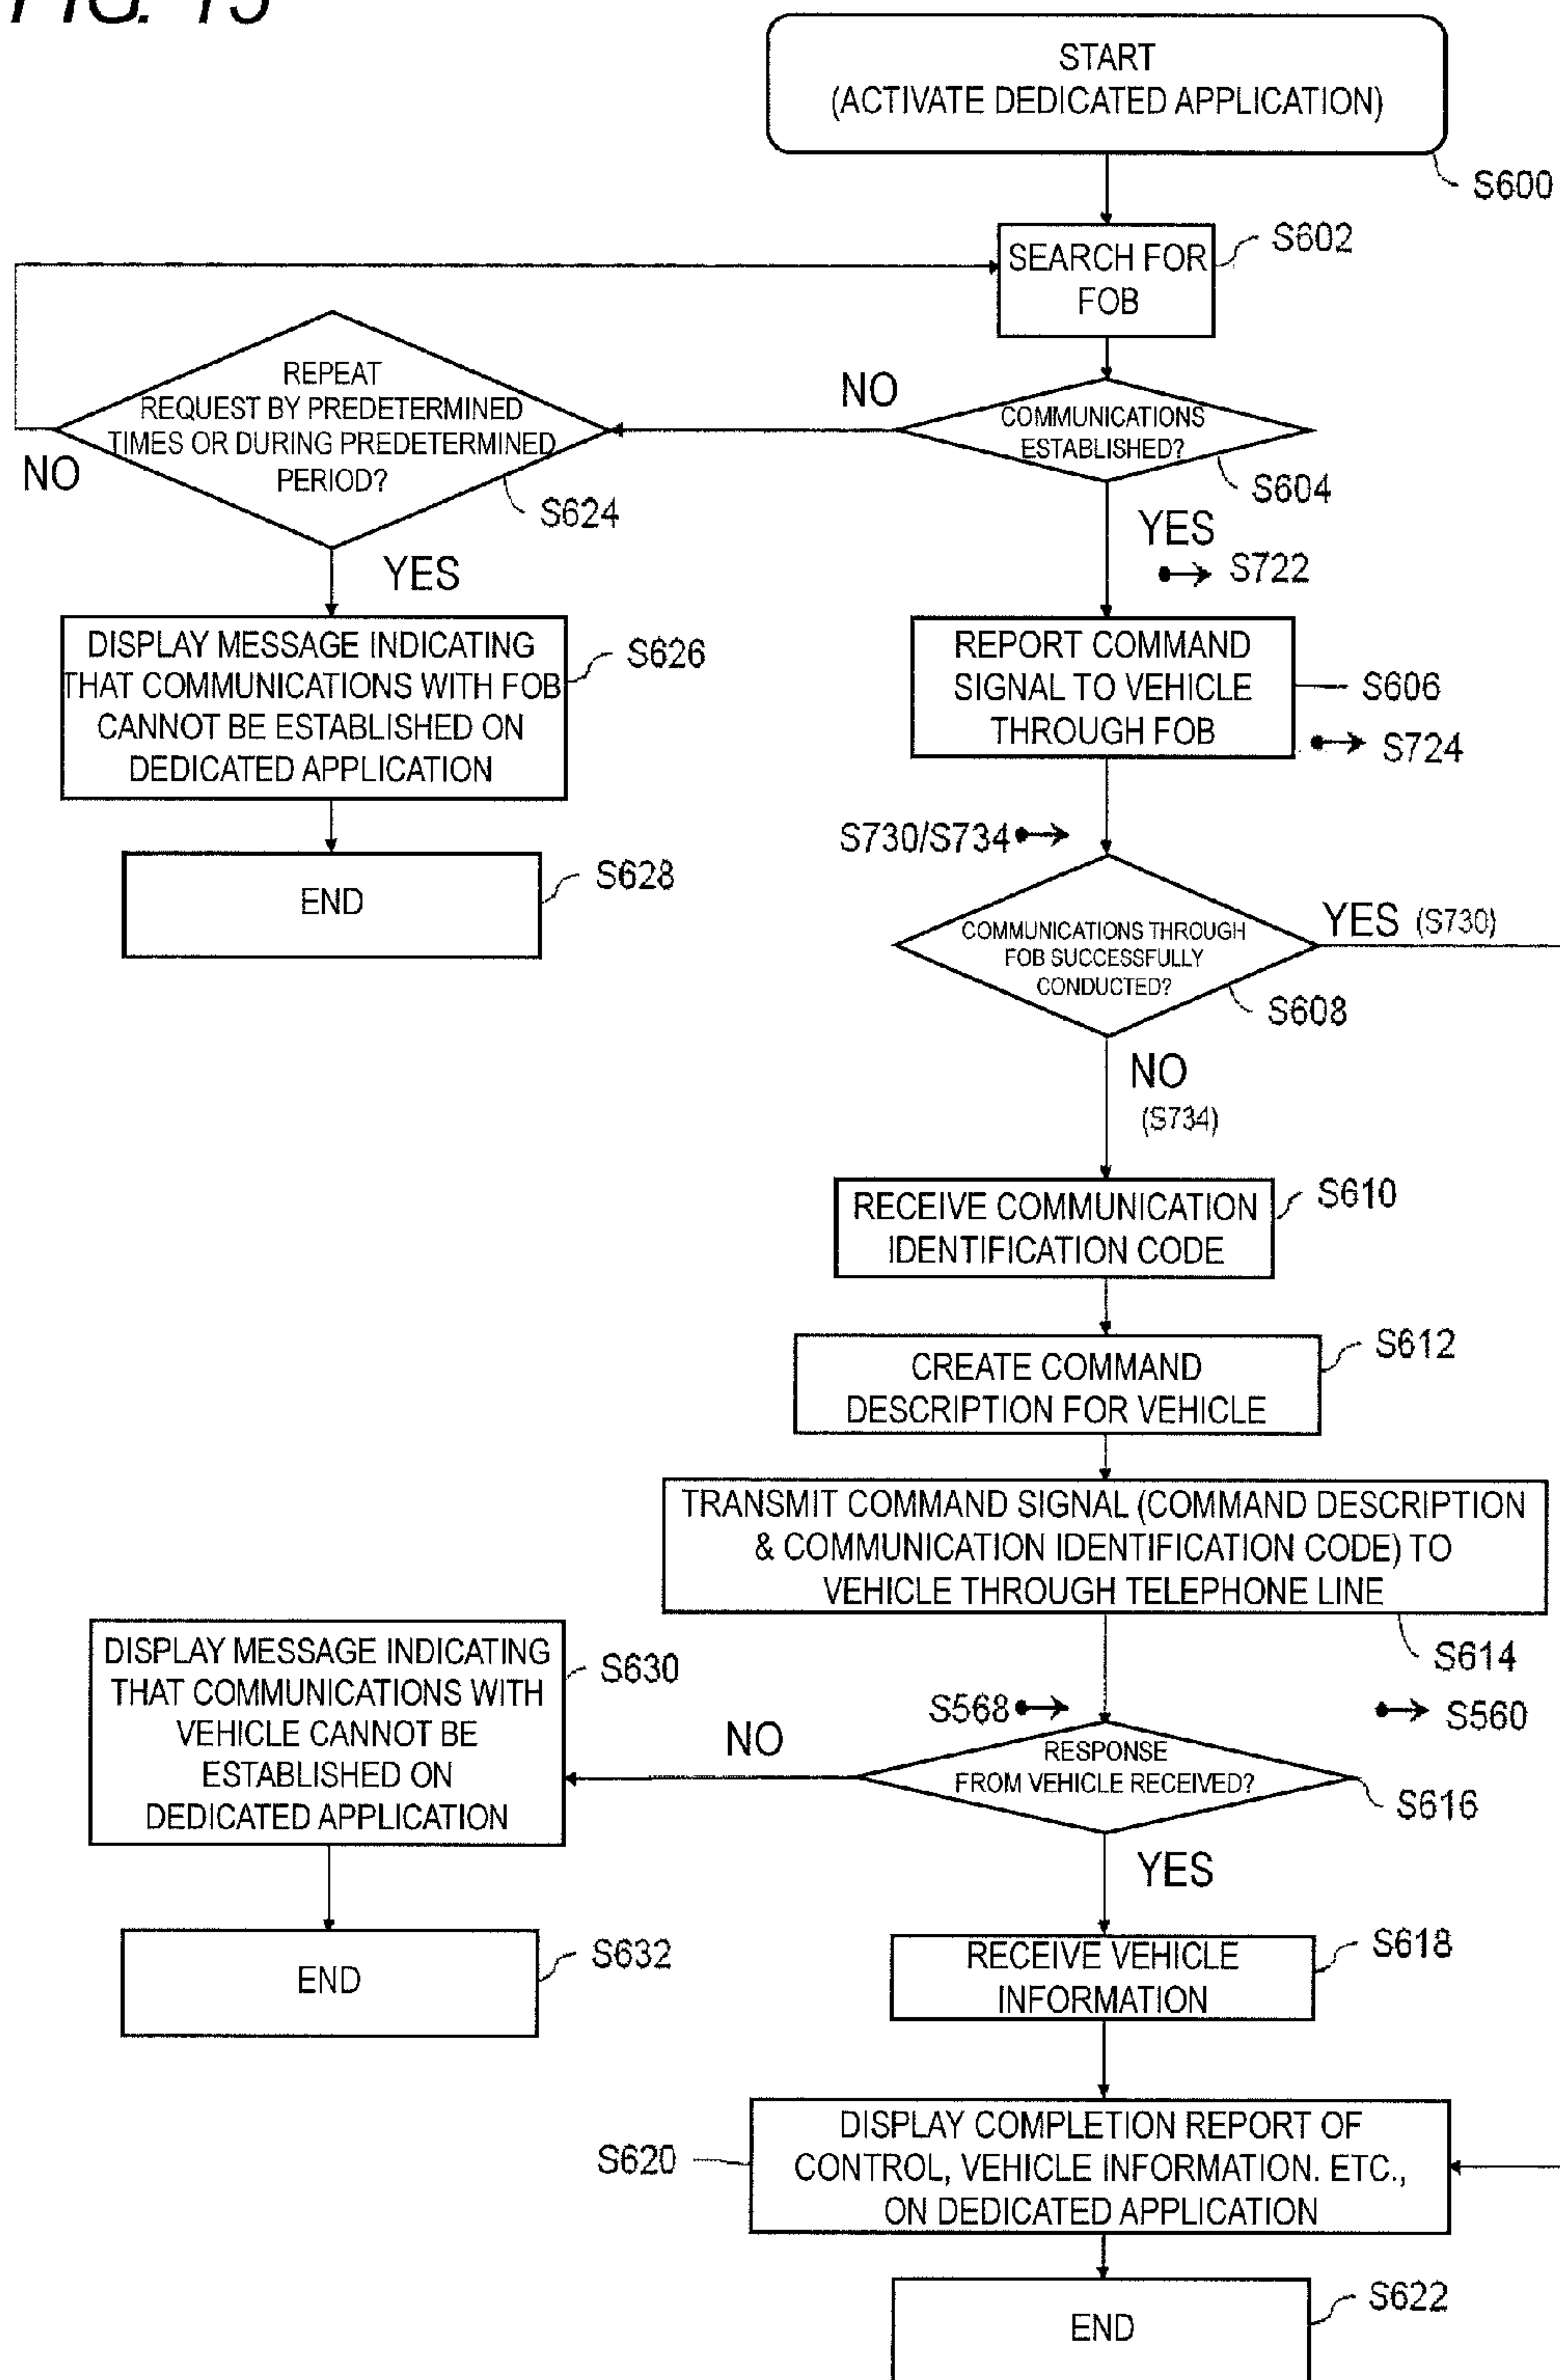 FIG. 15
START
(ACTIVATE DEDICATED APPLICATION)
S600
SEARCH FOR
FOB
S602
REPEAT
REQUEST BY PREDETERMINED
TIMES OR DURING PREDETERMINED
PERIOD?
NO
S624
YES
NO
COMMUNICATIONS
ESTABLISHED?
S604
YES
S722
DISPLAY MESSAGE INDICATING
THAT COMMUNICATIONS WITH FOB
CANNOT BE ESTABLISHED ON
DEDICATED APPLICATION
S626
REPORT COMMAND
SIGNAL TO VEHICLE
THROUGH FOB
S606
S724
END
S628
S730/S734
COMMUNICATIONS THROUGH
FOB SUCCESSFULLY
CONDUCTED?
YES (S730)
S608
NO
(S734)
RECEIVE COMMUNICATION
IDENTIFICATION CODE
S610
CREATE COMMAND
DESCRIPTION FOR VEHICLE
S612
TRANSMIT COMMAND SIGNAL (COMMAND DESCRIPTION
& COMMUNICATION IDENTIFICATION CODE) TO
VEHICLE THROUGH TELEPHONE LINE
S614
DISPLAY MESSAGE INDICATING
THAT COMMUNICATIONS WITH
VEHICLE CANNOT BE
ESTABLISHED ON
DEDICATED APPLICATION
S630
S568
S560
NO
RESPONSE
FROM VEHICLE RECEIVED?
S616
YES
END
S632
RECEIVE VEHICLE
INFORMATION
S618
S620
DISPLAY COMPLETION REPORT OF
CONTROL, VEHICLE INFORMATION. ETC.,
ON DEDICATED APPLICATION
END
S622